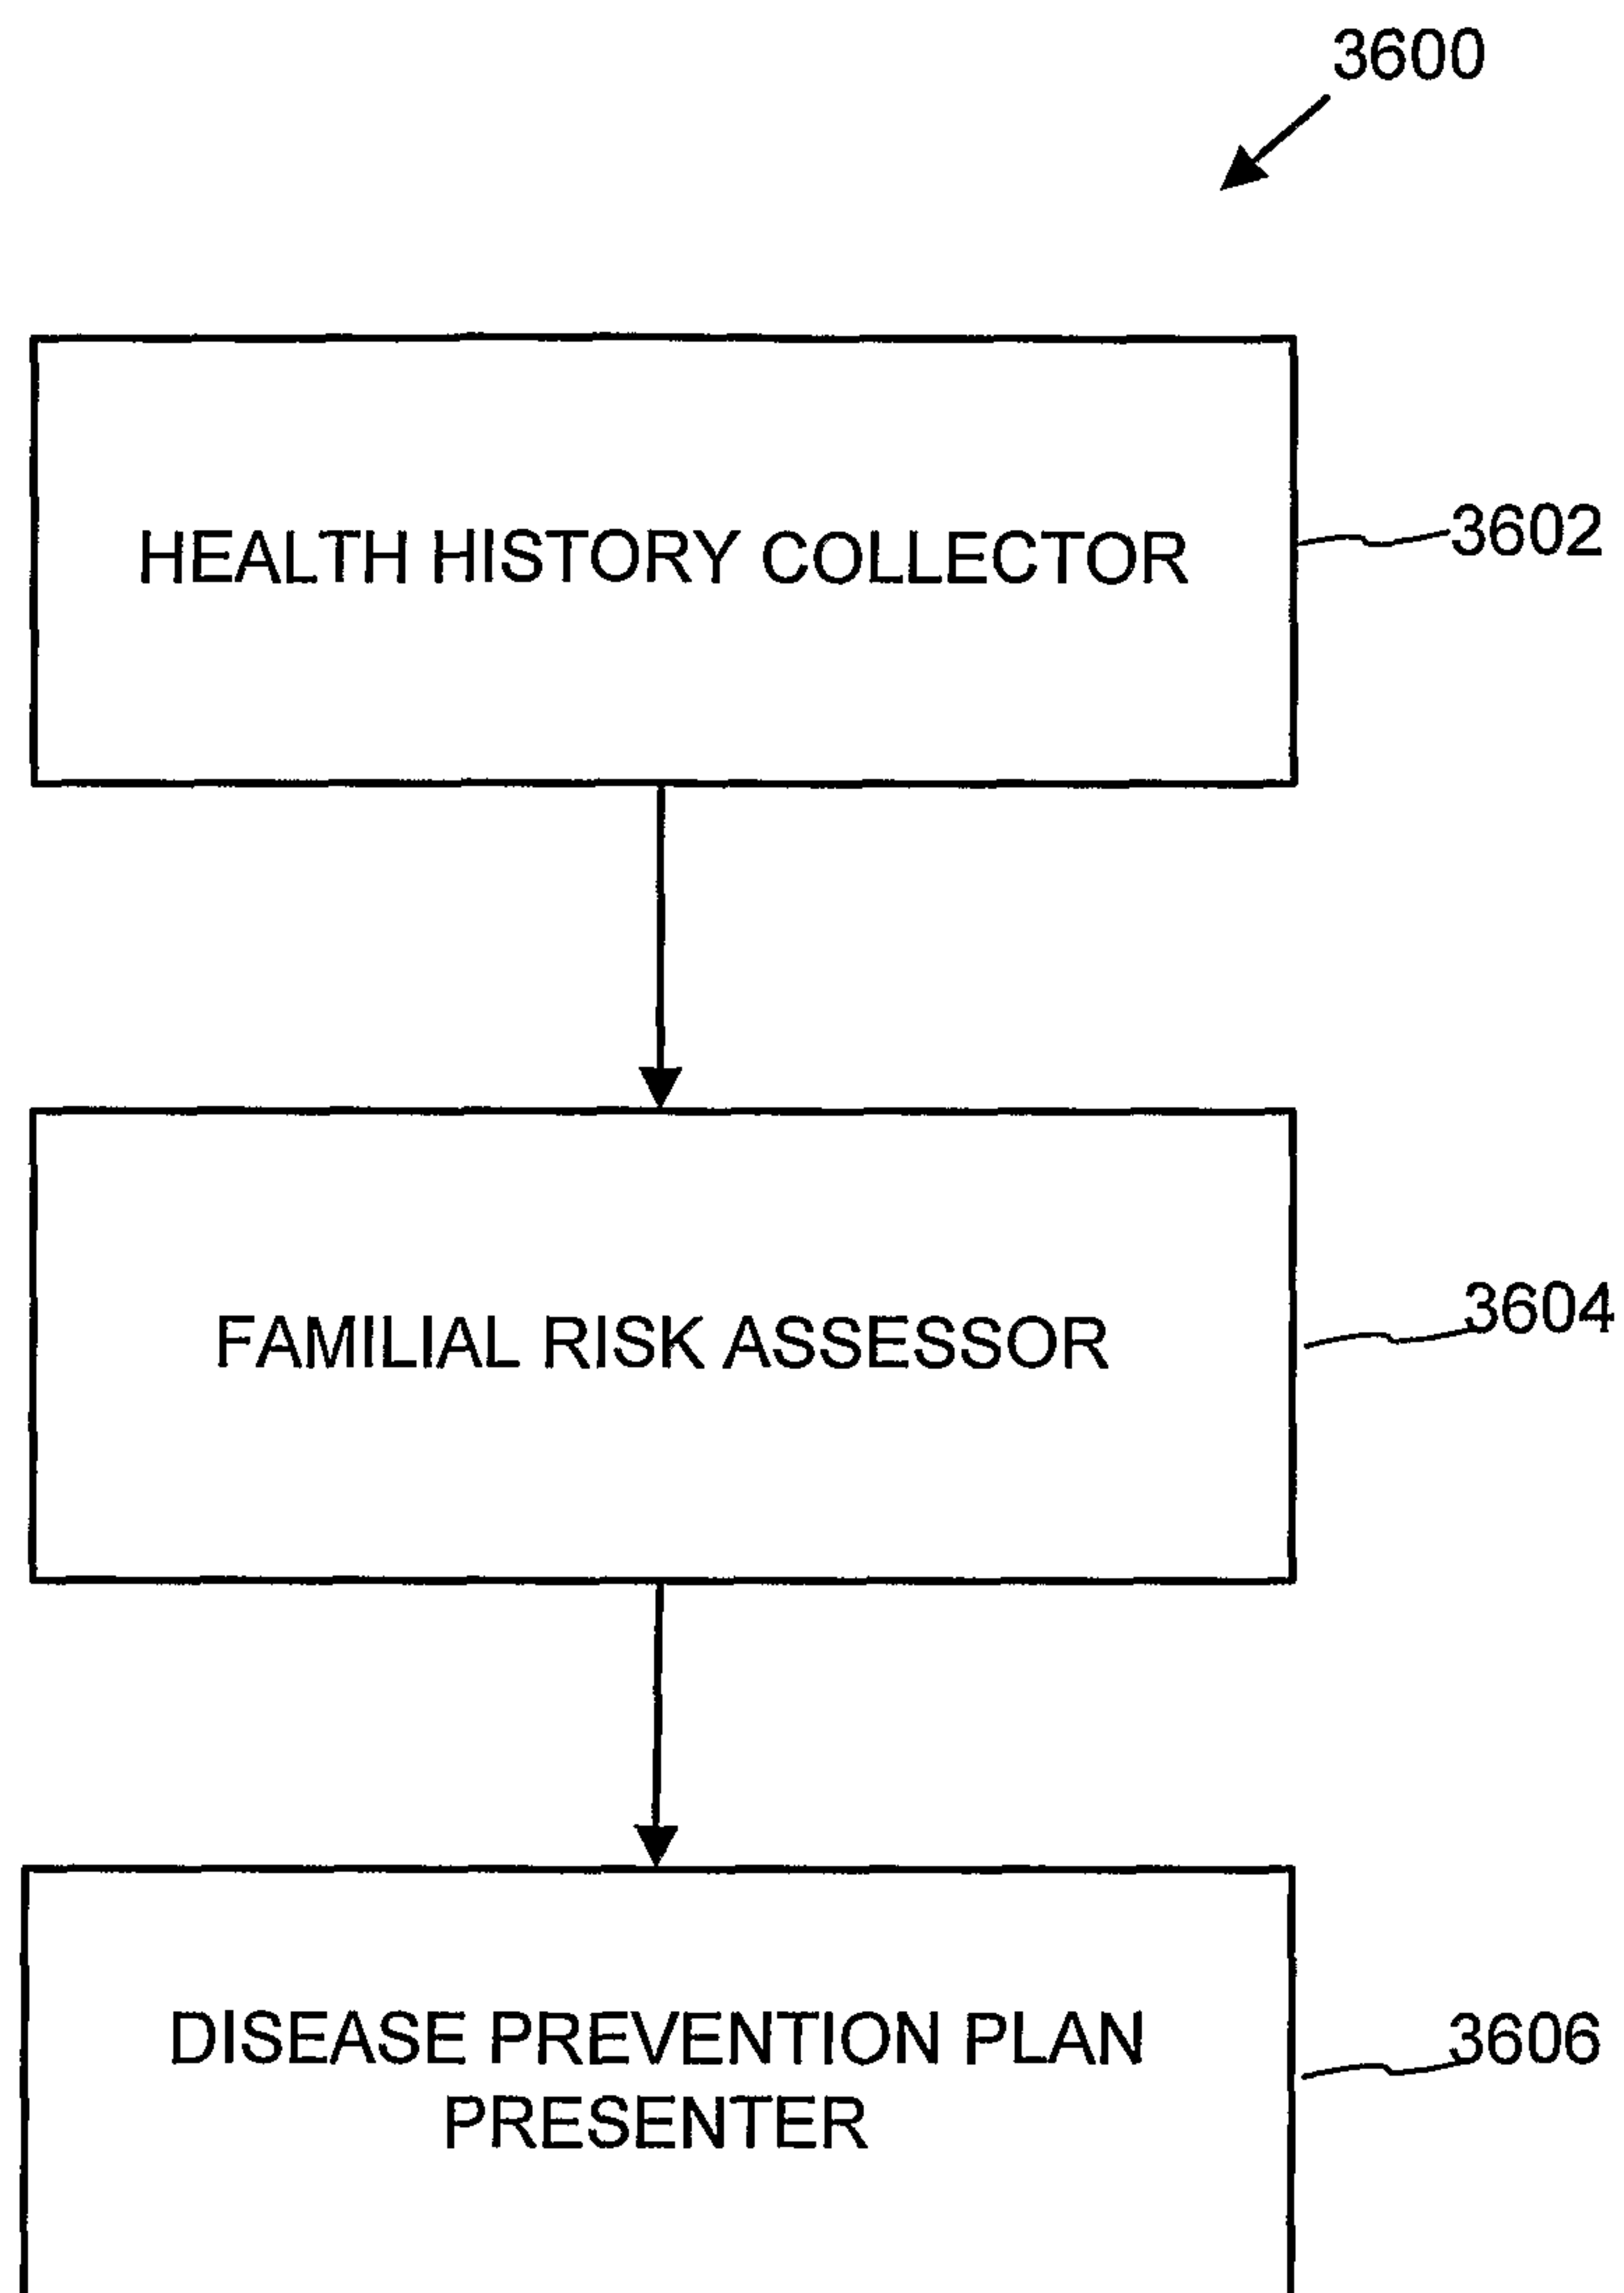 3600
HEALTH HISTORY COLLECTOR
3602
FAMILIAL RISK ASSESSOR
3604
DISEASE PREVENTION PLAN
PRESENTER
3606